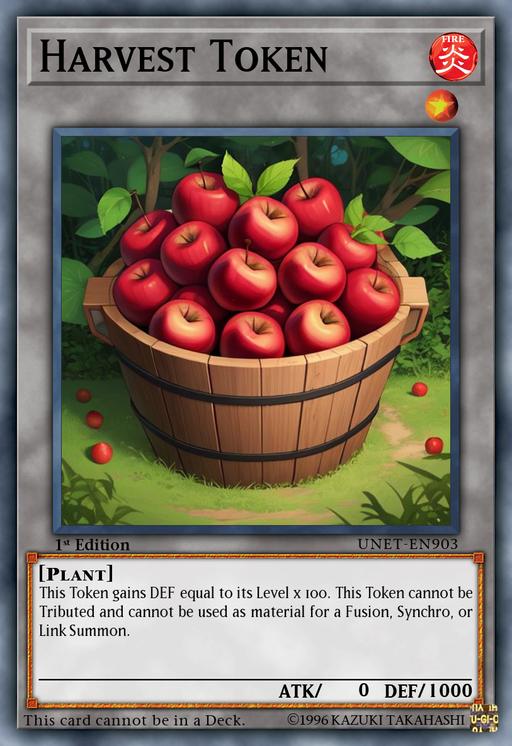 HARVEST TOKEN
FIRE
炎
1st Edition
UNET-EN903
[PLANT]
This Token gains DEF equal to its Level x 100. This Token cannot be
Tributed and cannot be used as material for a Fusion, Synchro, or
Link Summon.
ATK/ 0 DEF/1000
This card cannot be in a Deck.
©1996 KAZUKI TAKAHASHI